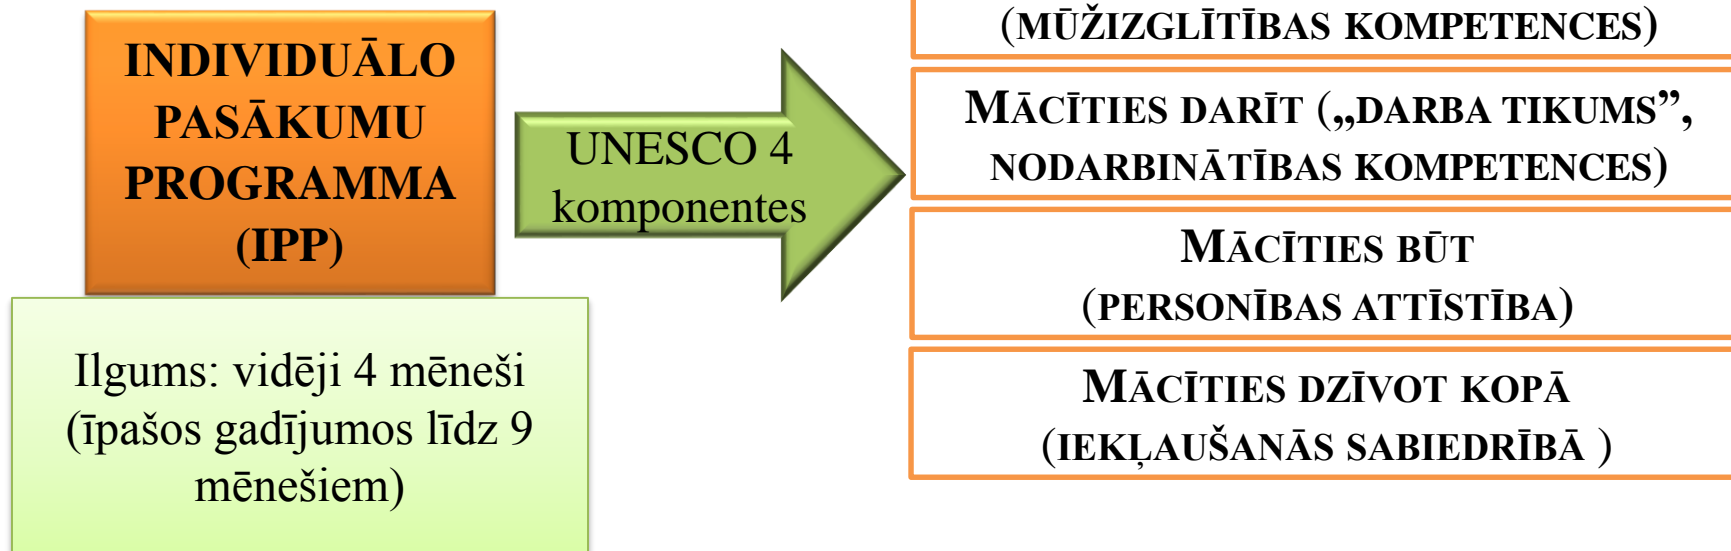 INDIVIDUĀLO
PASĀKUMU
PROGRAMMA
(IPP)
Ilgums: vidēji 4 mēneši
(īpašos gadījumos līdz 9
mēnešiem)
UNESCO 4
komponentes
(MŪŽIZGLĪTĪBAS KOMPETENCES)
MĀCĪTIES DARĪT („DARBA TIKUMS”,
NODARBINĀTĪBAS KOMPETENCES)
MĀCĪTIES BŪT
(PERSONĪBAS ATTĪSTĪBA)
MĀCĪTIES DZĪVOT KOPĀ
(IEKĻAUŠANĀS SABIEDRĪBĀ )